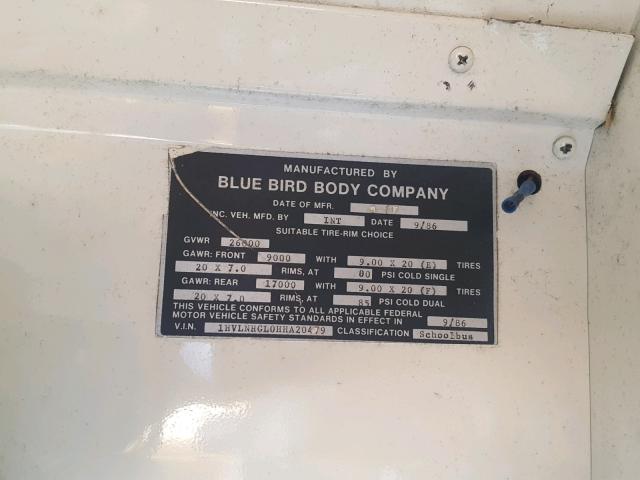 MANUFACTURED BY
BLUE BIRD BODY COMPANY
DATE OF MFR.
INC. VEH. MFD. BY INT DATE 9/86
SUITABLE TIRE-RIM CHOICE
GVWR 26000
GAWR: FRONT 9000 WITH 9.00 X 20 (E) TIRES
20 X 7.0 RIMS, AT 80 PSI COLD SINGLE
GAWR: REAR 17000 WITH 9.00 X 20 (F) TIRES
20 X 7.0 RIMS, AT 85 PSI COLD DUAL
THIS VEHICLE CONFORMS TO ALL APPLICABLE FEDERAL
MOTOR VEHICLE SAFETY STANDARDS IN EFFECT IN 9/86
V.I.N. 1HVLNHGL0HHA20479 CLASSIFICATION Schoolbus